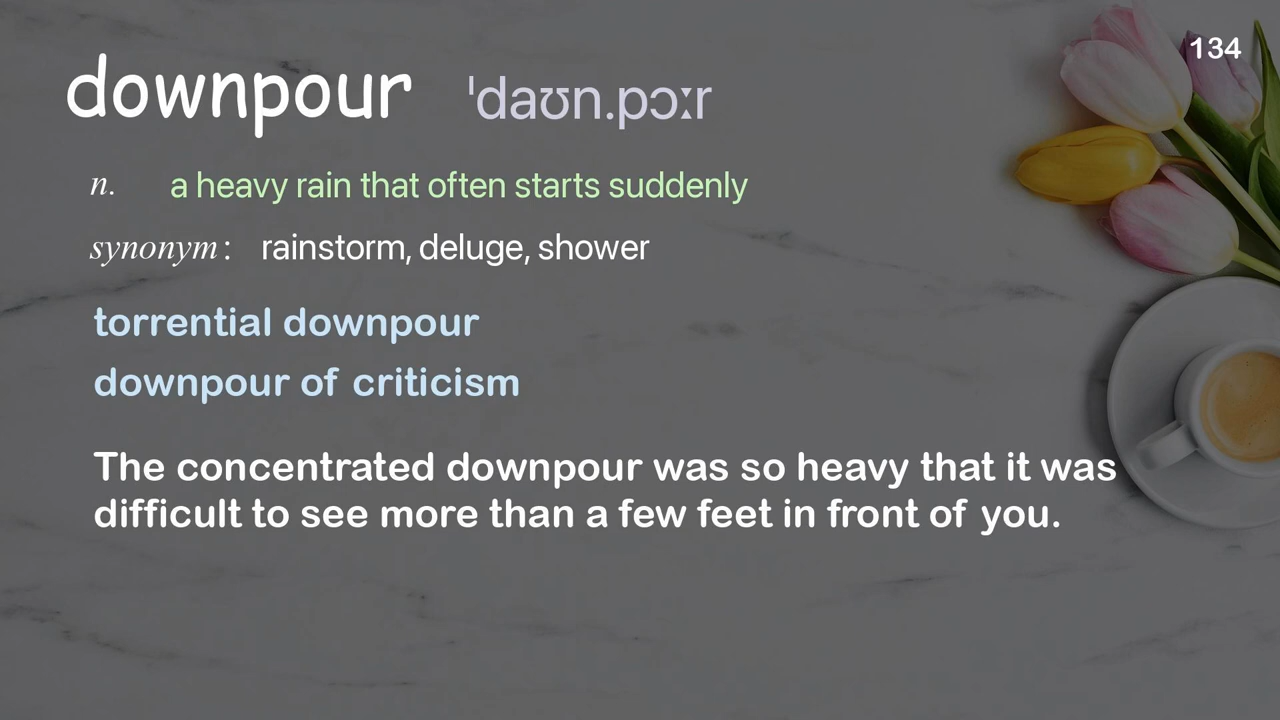 134
downpour ˈdaʊn.pɔːr
n. a heavy rain that often starts suddenly
synonym: rainstorm, deluge, shower
torrential downpour
downpour of criticism
The concentrated downpour was so heavy that it was
difficult to see more than a few feet in front of you.